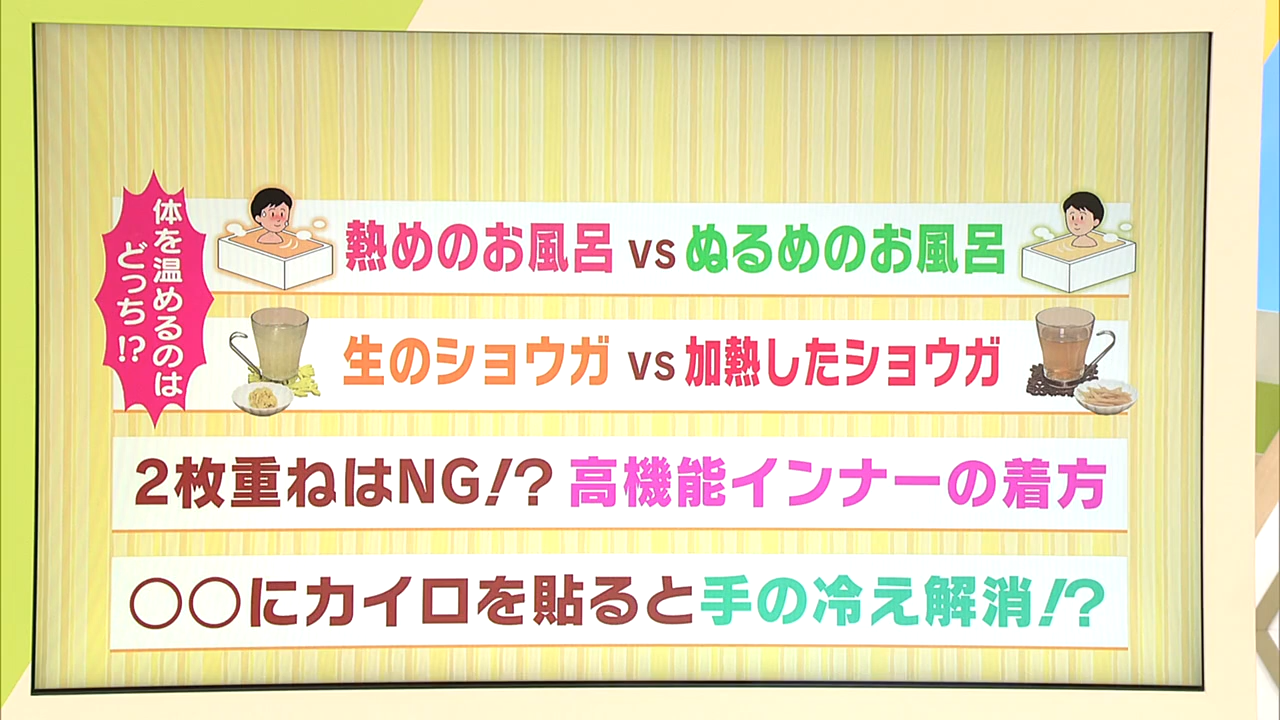 体を温めるのは
どっち!?
熱めのお風呂 vs ぬるめのお風呂
生のショウガ vs 加熱したショウガ
2枚重ねはNG!? 高機能インナーの着方
○○にカイロを貼ると手の冷え解消!?